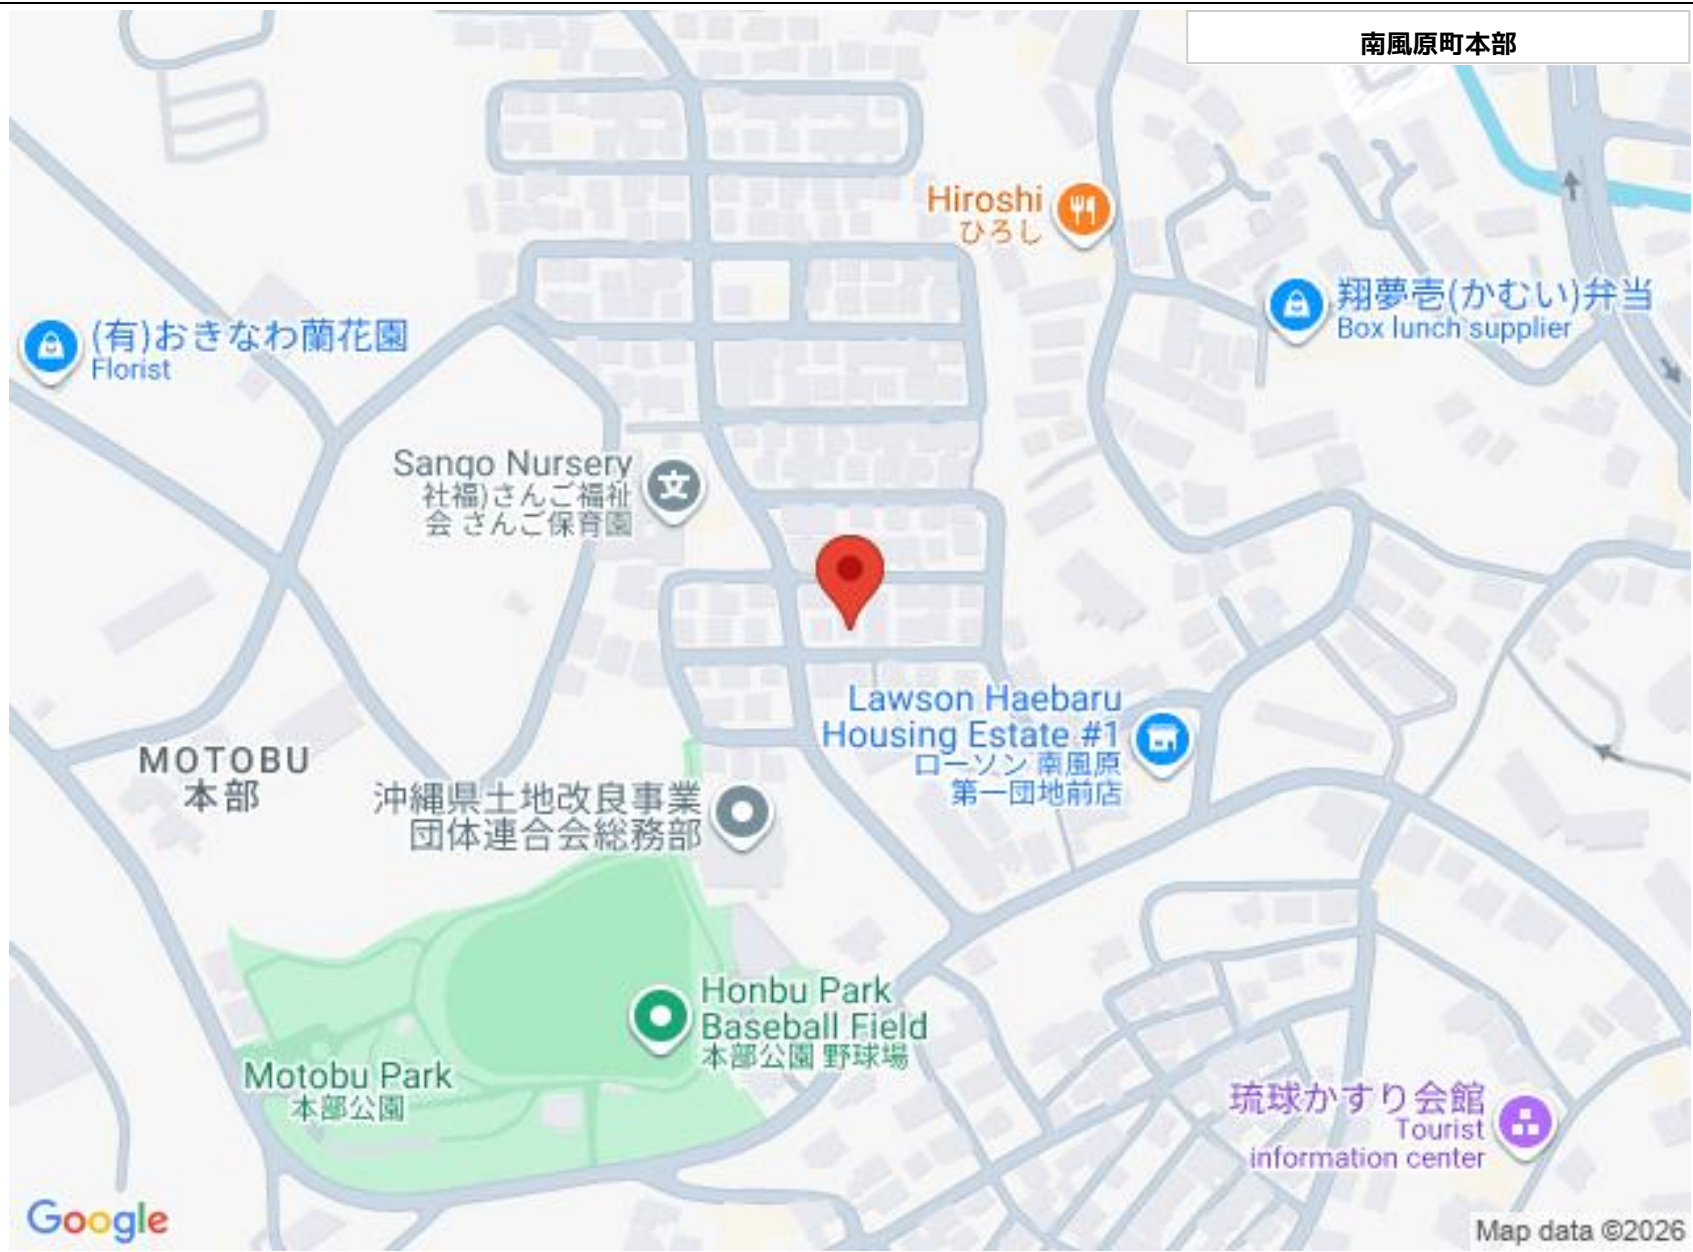 南風原町本部
Hiroshi
ひろし
翔夢壱(かむい)弁当
Box lunch supplier
(有)おきなわ蘭花園
Florist
Sango Nursery
社福)さんご福祉
会 さんご保育園
Lawson Haebaru
Housing Estate #1
ローソン 南風原
第一団地前店
MOTOBU
本部
沖縄県土地改良事業
団体連合会総務部
Honbu Park
Baseball Field
本部公園 野球場
Motobu Park
本部公園
琉球かすり会館
Tourist
information center
Google
Map data ©2026